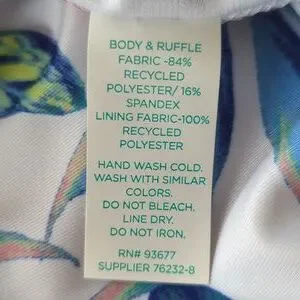 BODY & RUFFLE
FABRIC -84%
RECYCLED
POLYESTER/ 16%
SPANDEX
LINING FABRIC-100%
RECYCLED
POLYESTER
HAND WASH COLD.
WASH WITH SIMILAR
COLORS.
DO NOT BLEACH.
LINE DRY.
DO NOT IRON.
RN# 93677
SUPPLIER 76232-8